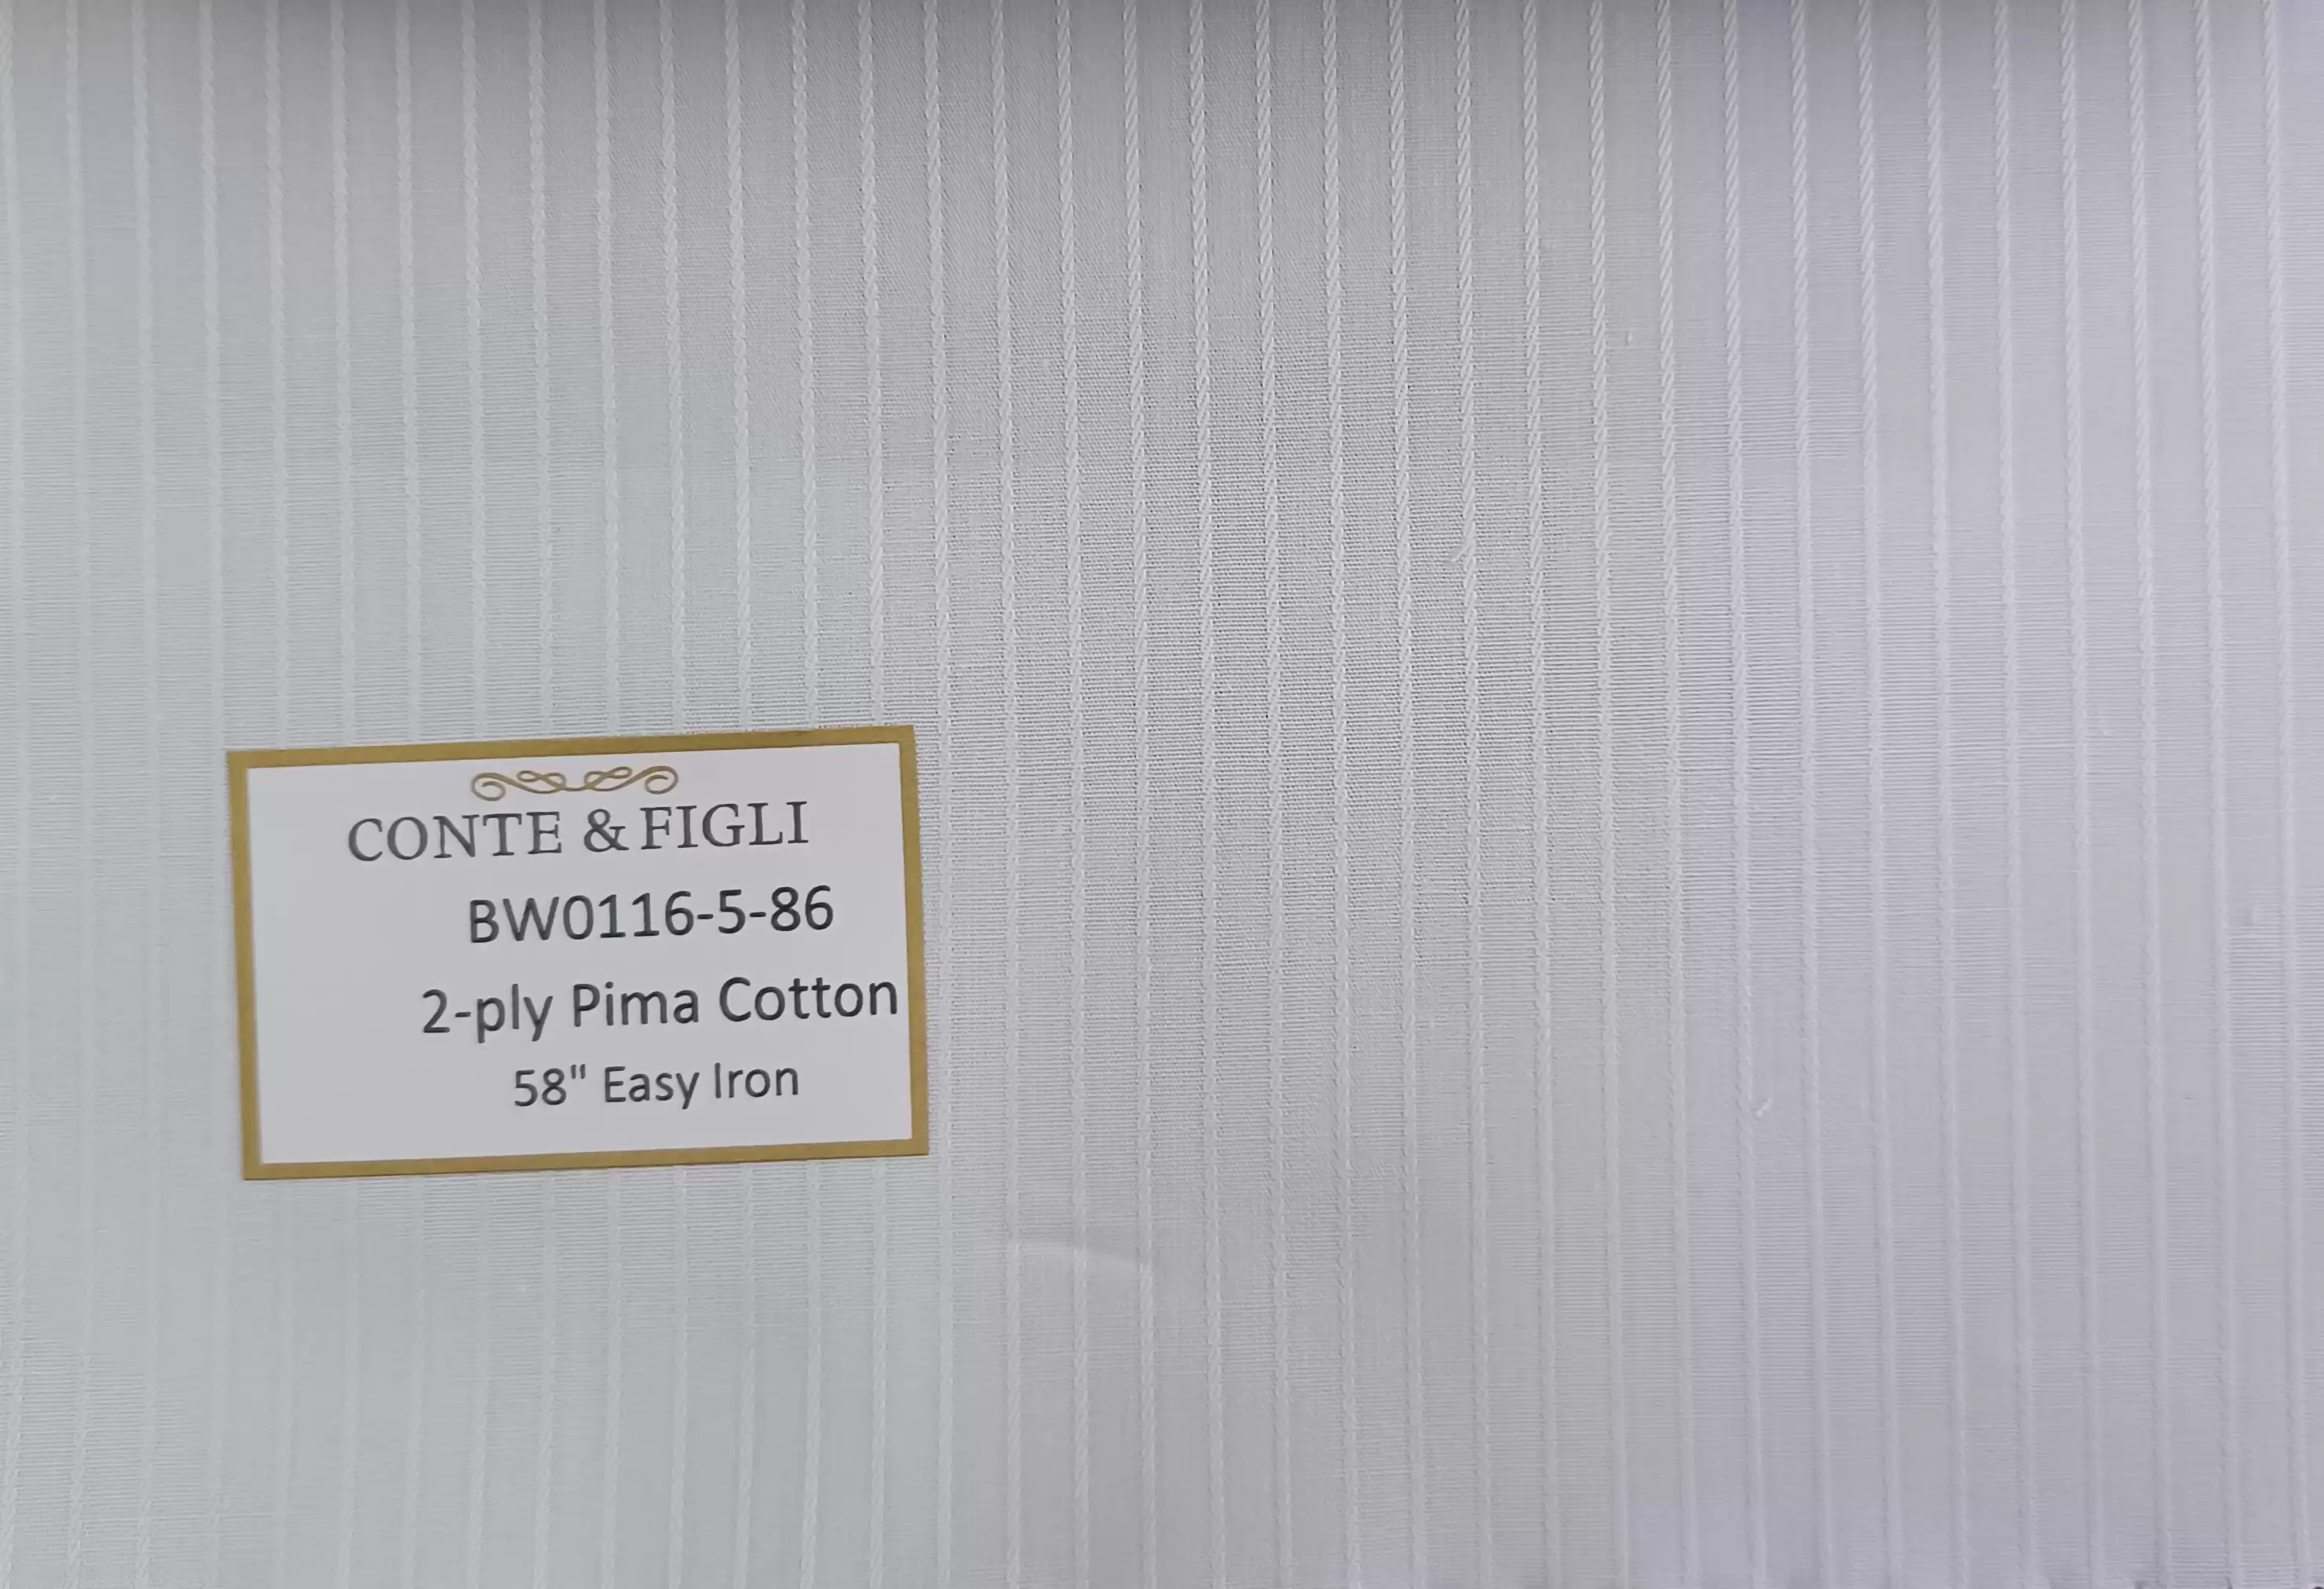 CONTE & FIGLI
BW0116-5-86
2-ply Pima Cotton
58" Easy Iron